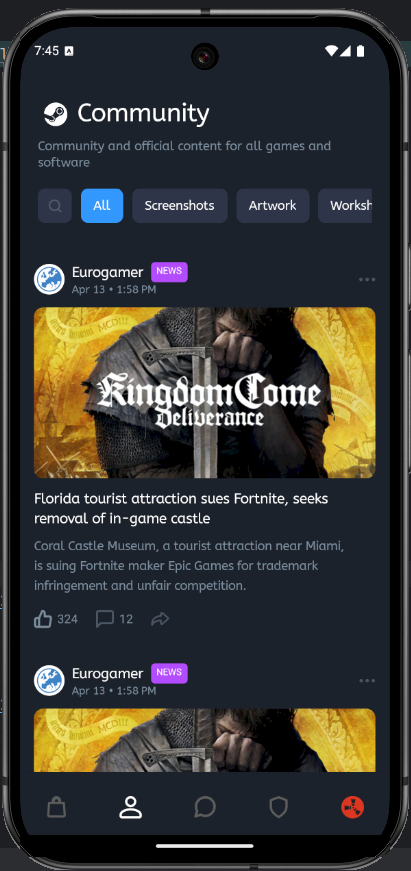 7:45 A
Community
Community and official content for all games and
software
All Screenshots Artwork Worksh
Eurogamer NEWS
Apr 13 • 1:58 PM
Kingdom Come
Deliverance
Florida tourist attraction sues Fortnite, seeks
removal of in-game castle
Coral Castle Museum, a tourist attraction near Miami,
is suing Fortnite maker Epic Games for trademark
infringement and unfair competition.
324 12
Eurogamer NEWS
Apr 13 • 1:58 PM